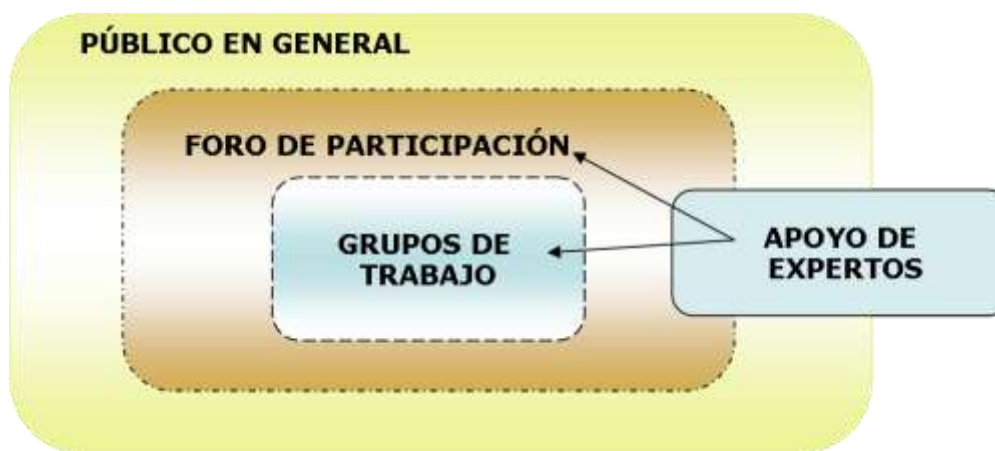 PÚBLICO EN GENERAL
FORO DE PARTICIPACIÓN
GRUPOS DE
TRABAJO
APOYO DE
EXPERTOS